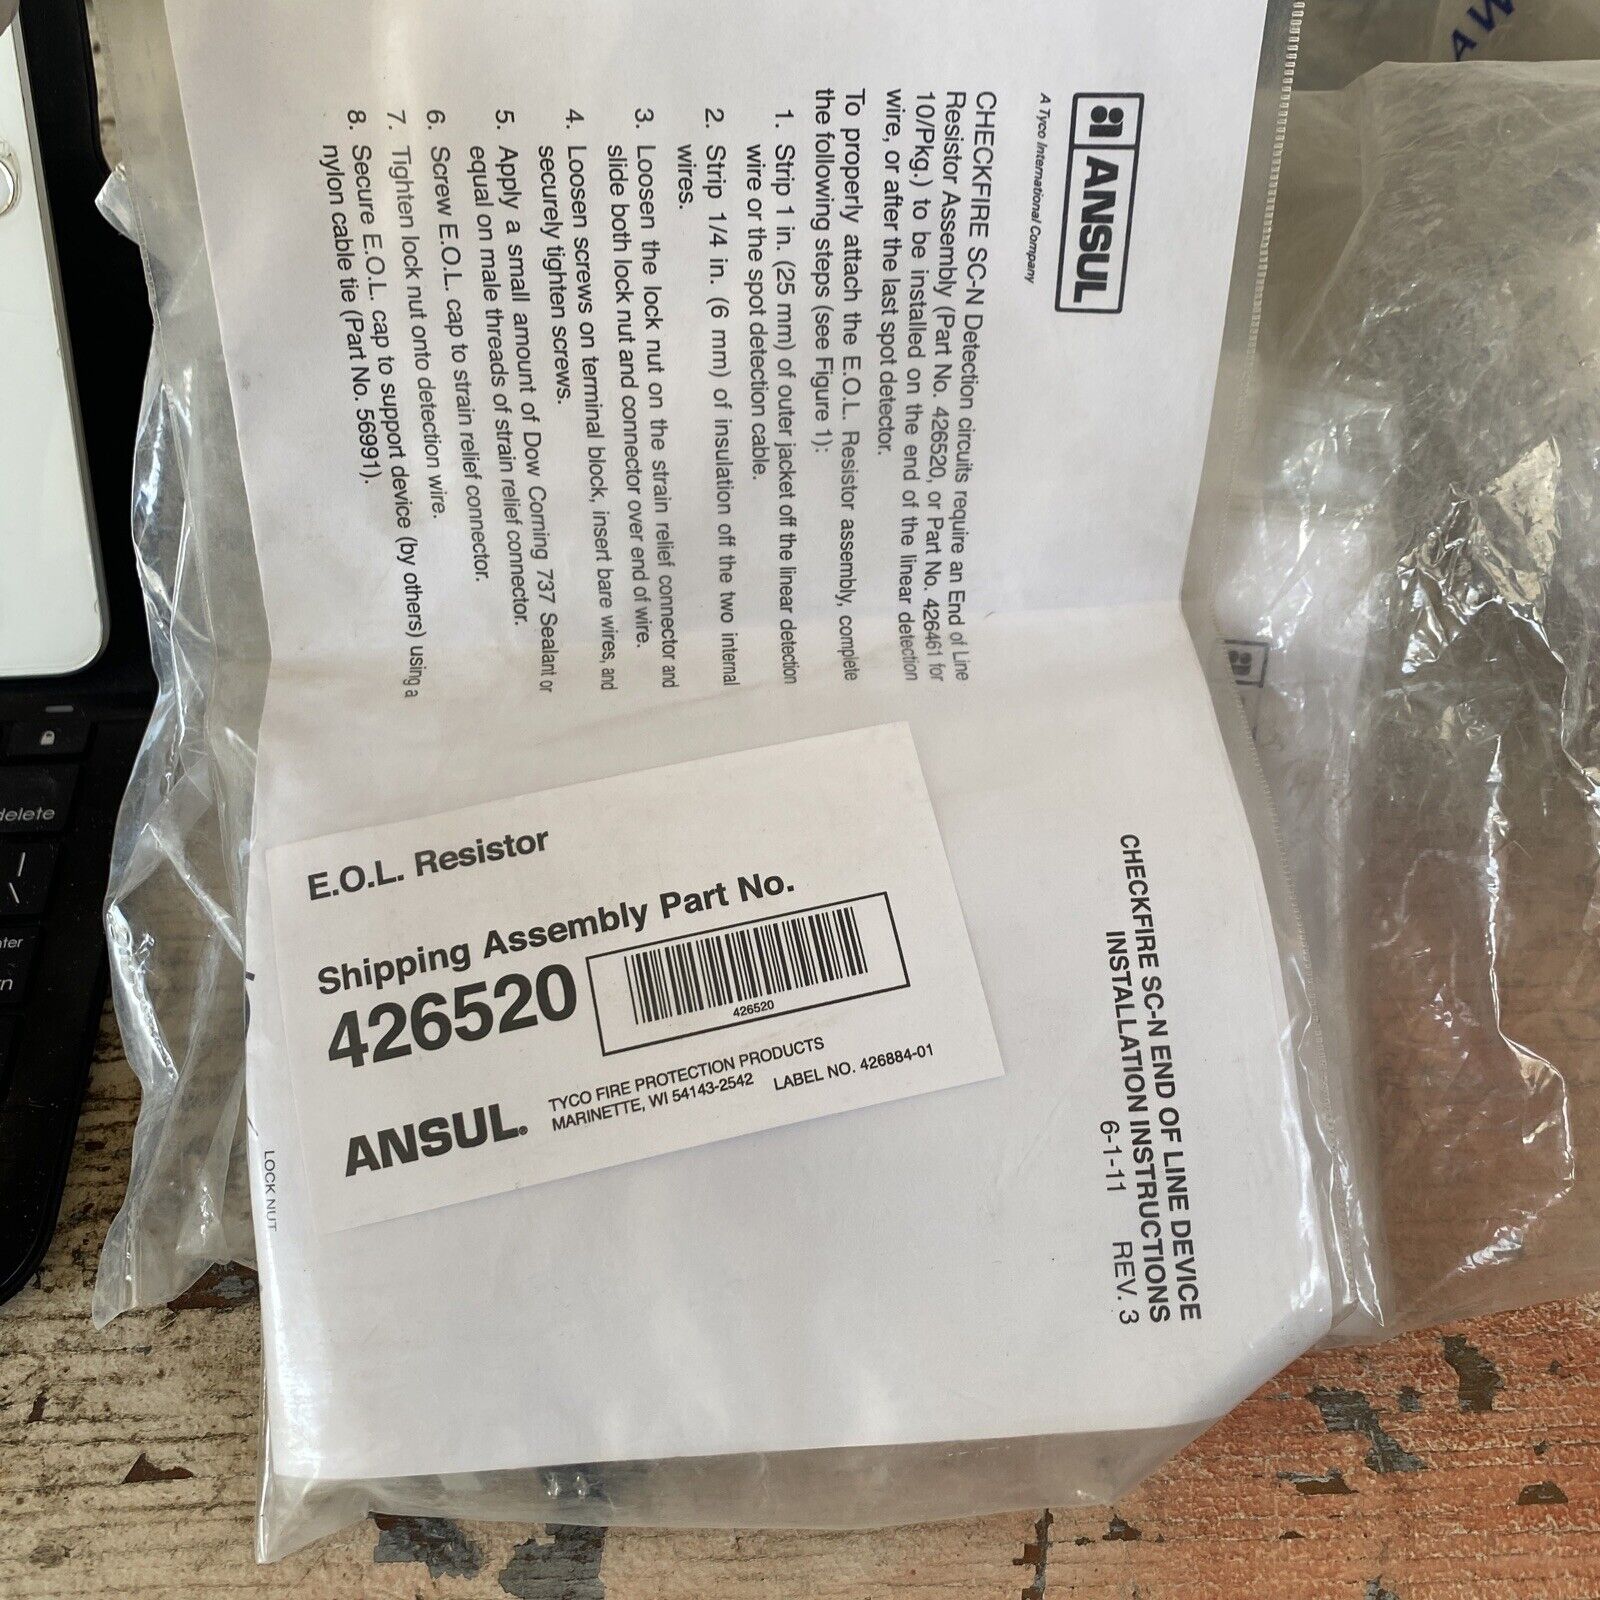 ANSUL
A Tyco International Company
CHECKFIRE SC-N Detection circuits require an End of Line
Resistor Assembly (Part No. 426520, or Part No. 426461 for
10/Pkg.) to be installed on the end of the linear detection
wire, or after the last spot detector.
To properly attach the E.O.L. Resistor assembly, complete
the following steps (see Figure 1):
1. Strip 1 in. (25 mm) of outer jacket off the linear detection
wire or the spot detection cable.
2. Strip 1/4 in. (6 mm) of insulation off the two internal
wires.
3. Loosen the lock nut on the strain relief connector and
slide both lock nut and connector over end of wire.
4. Loosen screws on terminal block, insert bare wires, and
securely tighten screws.
5. Apply a small amount of Dow Corning 737 Sealant or
equal on male threads of strain relief connector.
6. Screw E.O.L. cap to strain relief connector.
7. Tighten lock nut onto detection wire.
8. Secure E.O.L. cap to support device (by others) using a
nylon cable tie (Part No. 56991).
CHECKFIRE SC-N END OF LINE DEVICE
INSTALLATION INSTRUCTIONS
6-1-11 REV. 3
E.O.L. Resistor
Shipping Assembly Part No.
426520
426520
ANSUL®
TYCO FIRE PROTECTION PRODUCTS
MARINETTE, WI 54143-2542 LABEL NO. 426884-01
LOCK NUT
delete